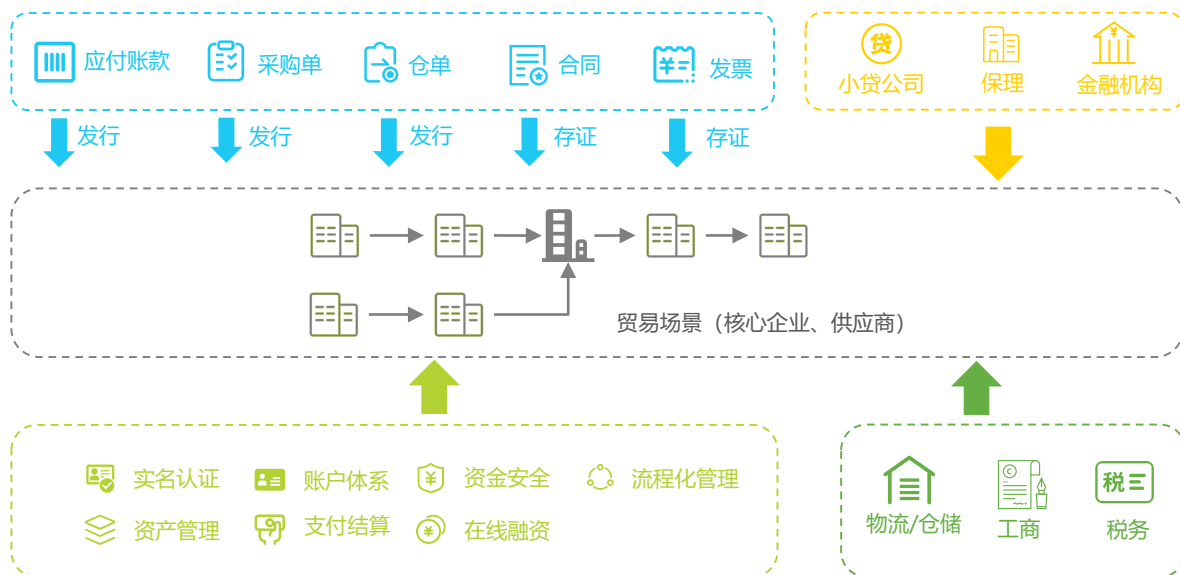 应付账款
采购单
仓单
合同
发票
贷
小贷公司
保理
金融机构
发行
发行
发行
存证
存证
贸易场景（核心企业、供应商）
实名认证
账户体系
资金安全
流程化管理
资产管理
支付结算
在线融资
物流/仓储
工商
税
税务